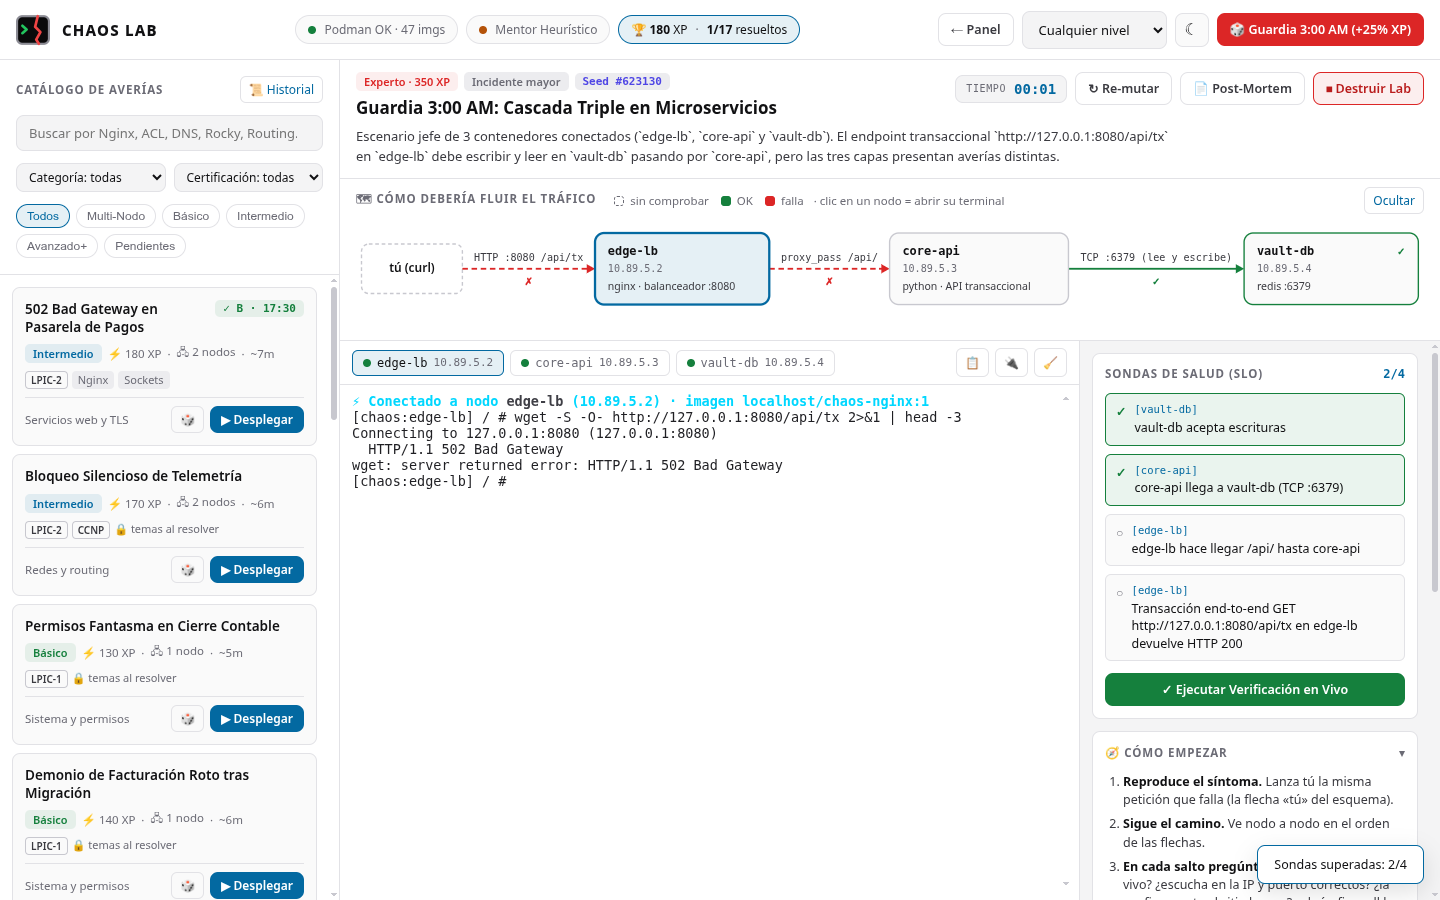 CHAOS LAB
Podman OK · 47 imgs
Mentor Heurístico
🏆 180 XP · 1/17 resueltos
← Panel
Cualquier nivel
☾
🎲 Guardia 3:00 AM (+25% XP)
CATÁLOGO DE AVERÍAS
📜 Historial
Buscar por Nginx, ACL, DNS, Rocky, Routing.
Categoría: todas
Certificación: todas
Todos
Multi-Nodo
Básico
Intermedio
Avanzado+
Pendientes
502 Bad Gateway en
Pasarela de Pagos
✓ B · 17:30
Intermedio ⚡ 180 XP · 🖧 2 nodos · ~7m
LPIC-2 Nginx Sockets
Servicios web y TLS
🎲
▶ Desplegar
Bloqueo Silencioso de Telemetría
Intermedio ⚡ 170 XP · 🖧 2 nodos · ~6m
LPIC-2 CCNP 🔒 temas al resolver
Redes y routing
🎲
▶ Desplegar
Permisos Fantasma en Cierre Contable
Básico ⚡ 130 XP · 🖧 1 nodo · ~5m
LPIC-1 🔒 temas al resolver
Sistema y permisos
🎲
▶ Desplegar
Demonio de Facturación Roto tras
Migración
Básico ⚡ 140 XP · 🖧 1 nodo · ~6m
LPIC-1 🔒 temas al resolver
Sistema y permisos
🎲
▶ Desplegar
Experto · 350 XP
Incidente mayor
Seed #623130
Guardia 3:00 AM: Cascada Triple en Microservicios
TIEMPO 00:01
↻ Re-mutar
📄 Post-Mortem
■ Destruir Lab
Escenario jefe de 3 contenedores conectados (`edge-lb`, `core-api` y `vault-db`). El endpoint transaccional `http://127.0.0.1:8080/api/tx`
en `edge-lb` debe escribir y leer en `vault-db` pasando por `core-api`, pero las tres capas presentan averías distintas.
🗺 CÓMO DEBERÍA FLUIR EL TRÁFICO
sin comprobar
OK
falla
· clic en un nodo = abrir su terminal
Ocultar
tú (curl)
HTTP :8080 /api/tx
✗
edge-lb
10.89.5.2
nginx · balanceador :8080
proxy_pass /api/
✗
core-api
10.89.5.3
python · API transaccional
TCP :6379 (lee y escribe)
✓
vault-db ✓
10.89.5.4
redis :6379
edge-lb 10.89.5.2
core-api 10.89.5.3
vault-db 10.89.5.4
📋
🔌
🧹
⚡ Conectado a nodo edge-lb (10.89.5.2) · imagen localhost/chaos-nginx:1
[chaos:edge-lb] / # wget -S -O- http://127.0.0.1:8080/api/tx 2>&1 | head -3
Connecting to 127.0.0.1:8080 (127.0.0.1:8080)
HTTP/1.1 502 Bad Gateway
wget: server returned error: HTTP/1.1 502 Bad Gateway
[chaos:edge-lb] / #
SONDAS DE SALUD (SLO)
2/4
✓ [vault-db]
vault-db acepta escrituras
✓ [core-api]
core-api llega a vault-db (TCP :6379)
○ [edge-lb]
edge-lb hace llegar /api/ hasta core-api
○ [edge-lb]
Transacción end-to-end GET
http://127.0.0.1:8080/api/tx en edge-lb
devuelve HTTP 200
✓ Ejecutar Verificación en Vivo
🧭 CÓMO EMPEZAR ▾
1. Reproduce el síntoma. Lanza tú la misma
petición que falla (la flecha «tú» del esquema).
2. Sigue el camino. Ve nodo a nodo en el orden
de las flechas.
3. En cada salto pregúnt
vivo? ¿escucha en la IP y puerto correctos? ¿la
Sondas superadas: 2/4